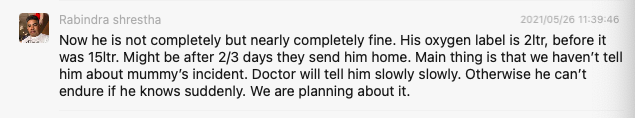 Rabindra shrestha
2021/05/26 11:39:46
Now he is not completely but nearly completely fine. His oxygen label is 2ltr, before it
was 15ltr. Might be after 2/3 days they send him home. Main thing is that we haven’t tell
him about mummy’s incident. Doctor will tell him slowly slowly. Otherwise he can’t
endure if he knows suddenly. We are planning about it.